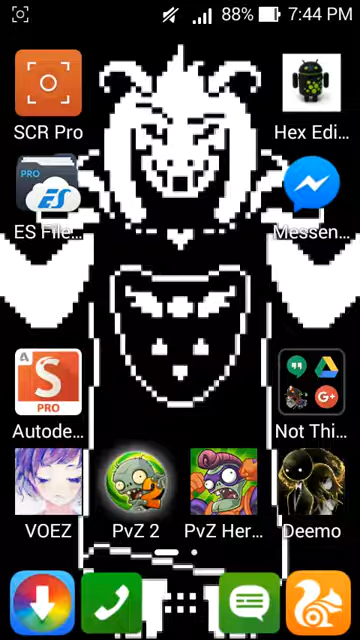 88% 7:44 PM
SCR Pro
Hex Edi...
PRO
ES
ES File...
Messen...
A
S
PRO
G+
Autode...
Not Thi...
VOEZ
PvZ 2
PvZ Her...
Deemo